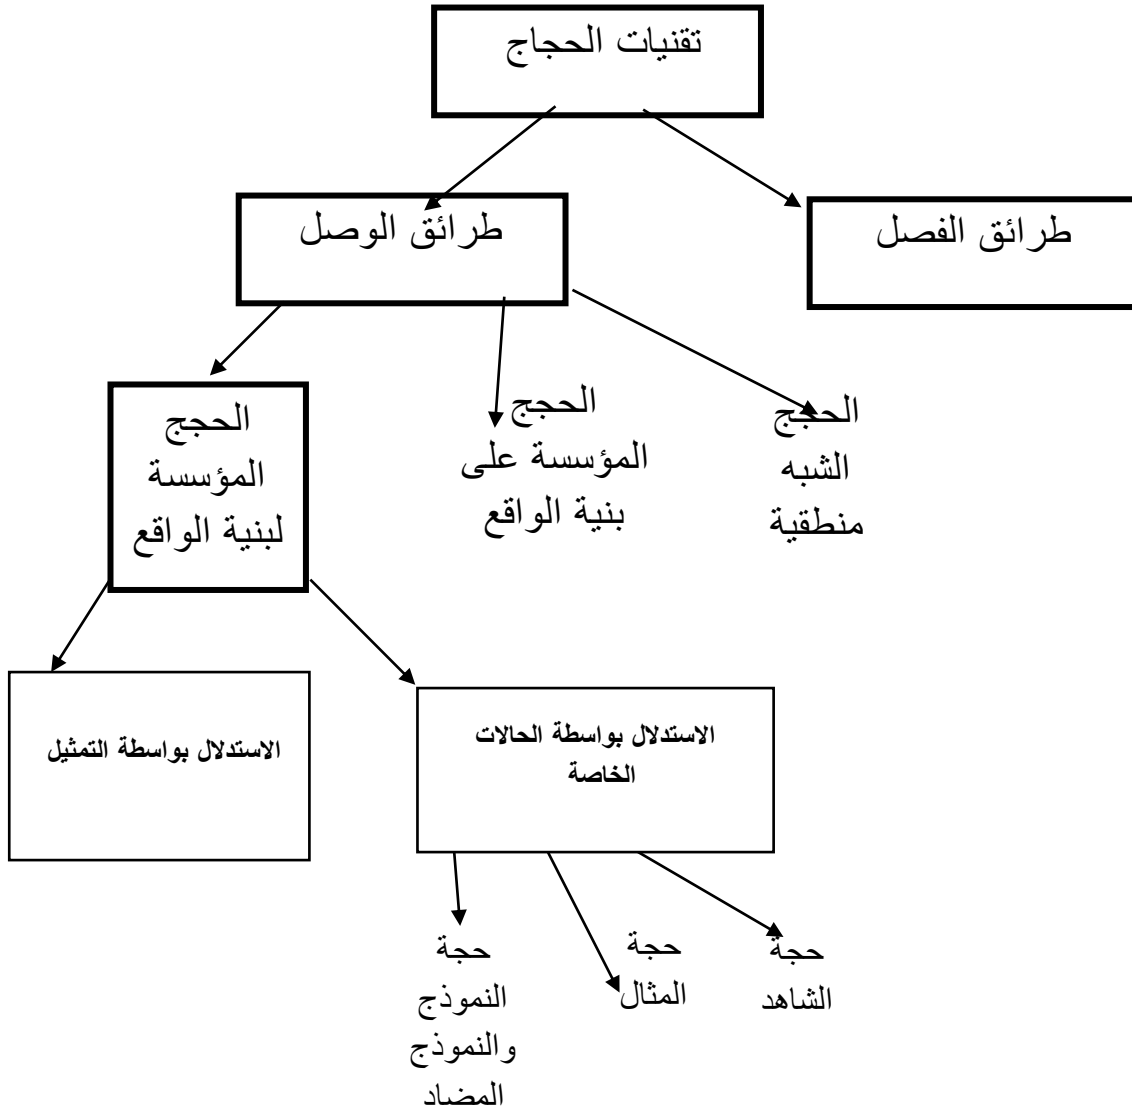 تقنيات الحجاج
طرائق الفصل
طرائق الوصل
الحجج
الشبه
منطقية
الحجج
المؤسسة على
بنية الواقع
الحجج
المؤسسة
لبنية الواقع
الاستدلال بواسطة الحالات
الخاصة
الاستدلال بواسطة التمثيل
حجة
الشاهد
حجة
المثال
حجة
النموذج
والنموذج
المضاد